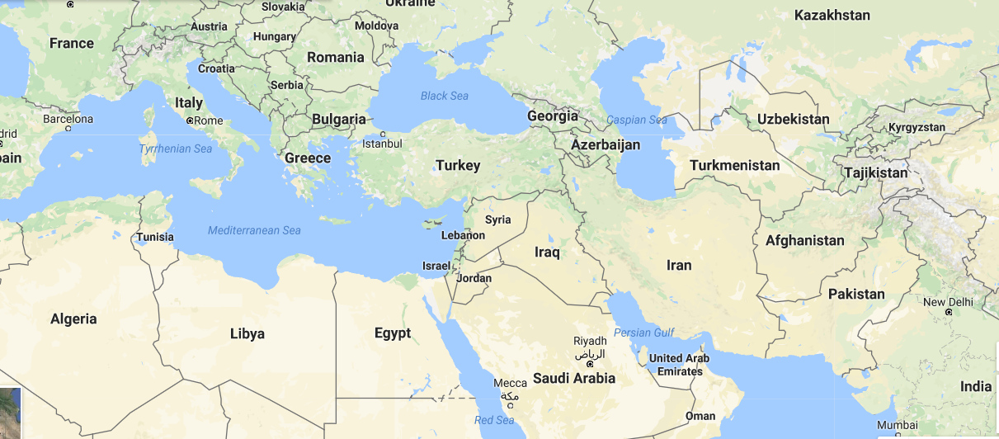 Slovakia
Ukraine
Kazakhstan
Austria
Moldova
France
Hungary
Romania
Croatia
Serbia
Black Sea
Italy
Rome
Barcelona
Bulgaria
Georgia
Caspian Sea
Uzbekistan
Kyrgyzstan
drid
Istanbul
Tyrrhenian Sea
ain
Greece
Azerbaijan
Turkey
Turkmenistan
Tajikistan
Syria
Mediterranean Sea
Tunisia
Lebanon
Afghanistan
Iraq
Israel
Iran
Jordan
Pakistan
New Delhi
Algeria
Libya
Egypt
Persian Gulf
Riyadh
الرياض
United Arab
Emirates
Saudi Arabia
Mecca
مكة
India
Oman
Red Sea
Mumbai